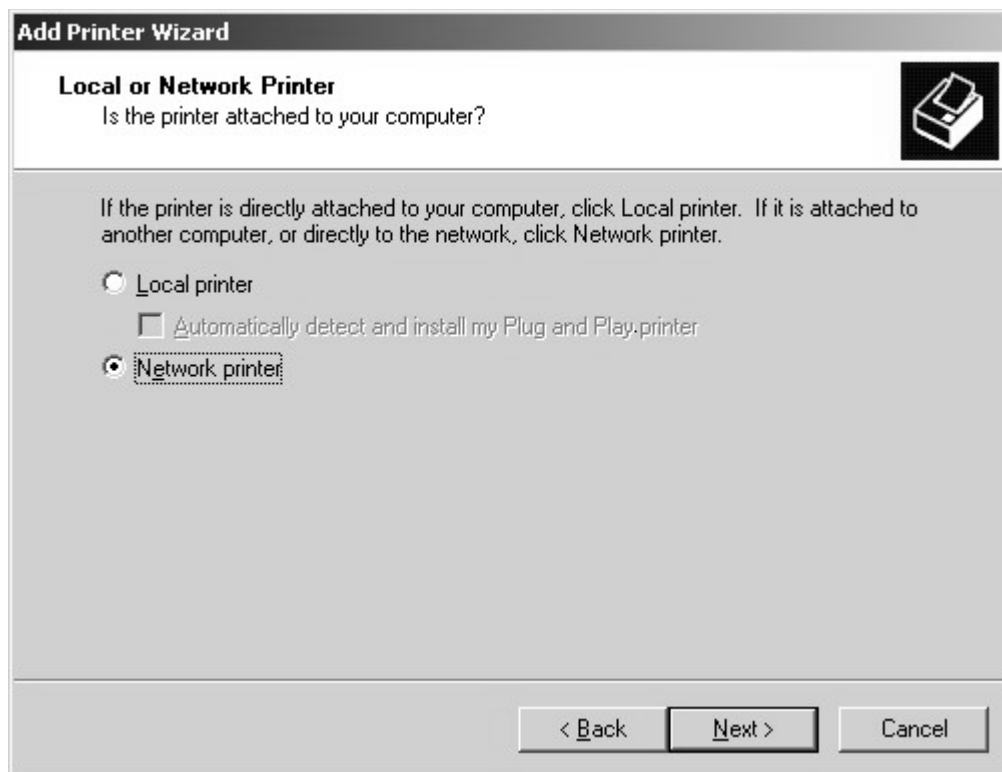 Add Printer Wizard
Local or Network Printer
Is the printer attached to your computer?
If the printer is directly attached to your computer, click Local printer. If it is attached to
another computer, or directly to the network, click Network printer.
Local printer
Automatically detect and install my Plug and Play printer
Network printer
< Back
Next >
Cancel